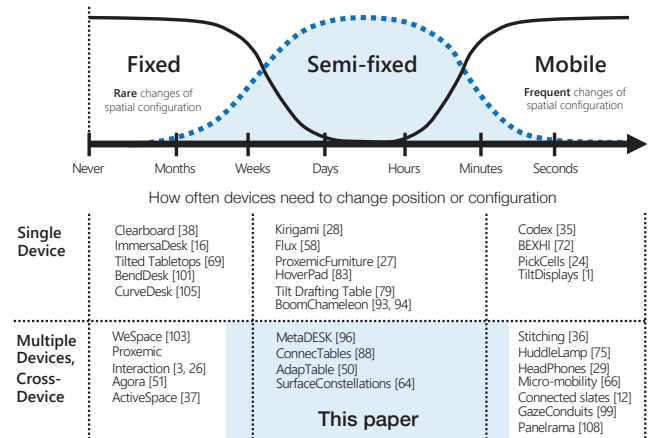 Fixed
Semi-fixed
Mobile
Rare changes of
spatial configuration
Frequent changes of
spatial configuration
Never Months Weeks Days Hours Minutes Seconds
How often devices need to change position or configuration
Single
Device
Clearboard [38]
ImmersaDesk [16]
Tilted Tabletops [69]
BendDesk [101]
CurveDesk [105]
Kirigami [28]
Flux [58]
ProxemicFurniture [27]
HoverPad [83]
Tilt Drafting Table [79]
BoomChameleon [93, 94]
Codex [35]
BEXHI [72]
PickCells [24]
TiltDisplays [1]
Multiple
Devices,
Cross-
Device
WeSpace [103]
Proxemic
Interaction [3, 26]
Agora [51]
ActiveSpace [37]
MetaDESK [96]
ConnecTables [88]
AdapTable [50]
SurfaceConstellations [64]
This paper
Stitching [36]
HuddleLamp [75]
HeadPhones [29]
Micro-mobility [66]
Connected slates [12]
GazeConduits [99]
Panelrama [108]